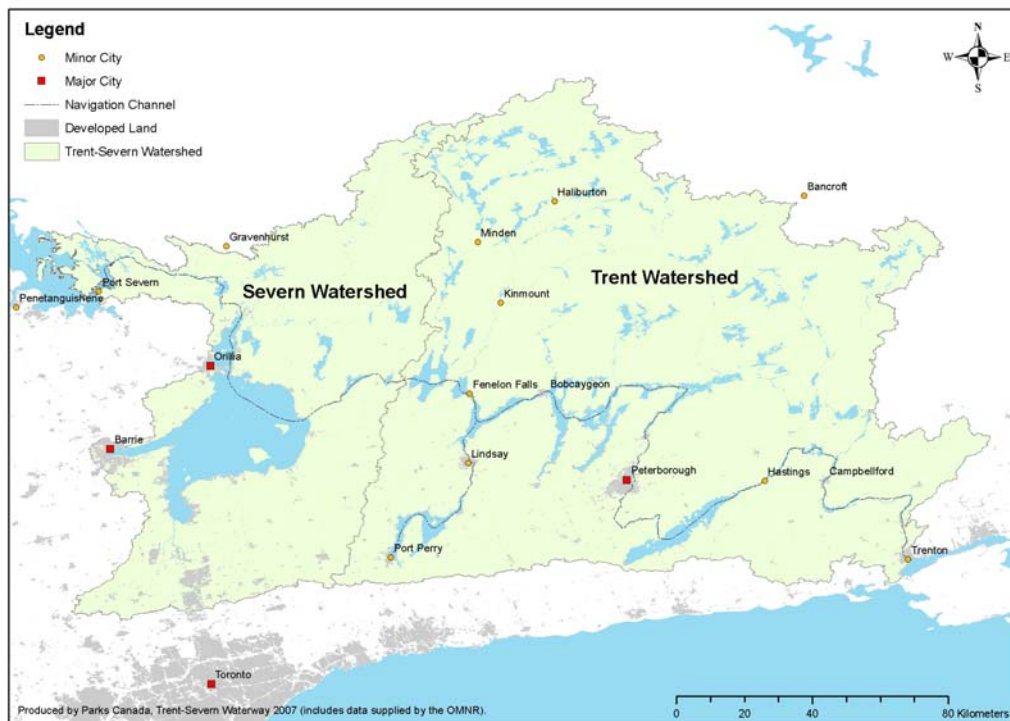 Legend
Minor City
Major City
Navigation Channel
Developed Land
Trent-Severn Watershed
N
W E
S
Bancroft
Haliburton
Minden
Gravenhurst
Trent Watershed
Port Severn
Severn Watershed
Penetanguishene
Kinmount
Orillia
Fenelon Falls
Bobcaygeon
Barrie
Lindsay
Peterborough
Hastings
Campbellford
Port Perry
Trenton
Toronto
Produced by Parks Canada, Trent-Severn Waterway 2007 (includes data supplied by the OMNR).
0 20 40 80 Kilometers